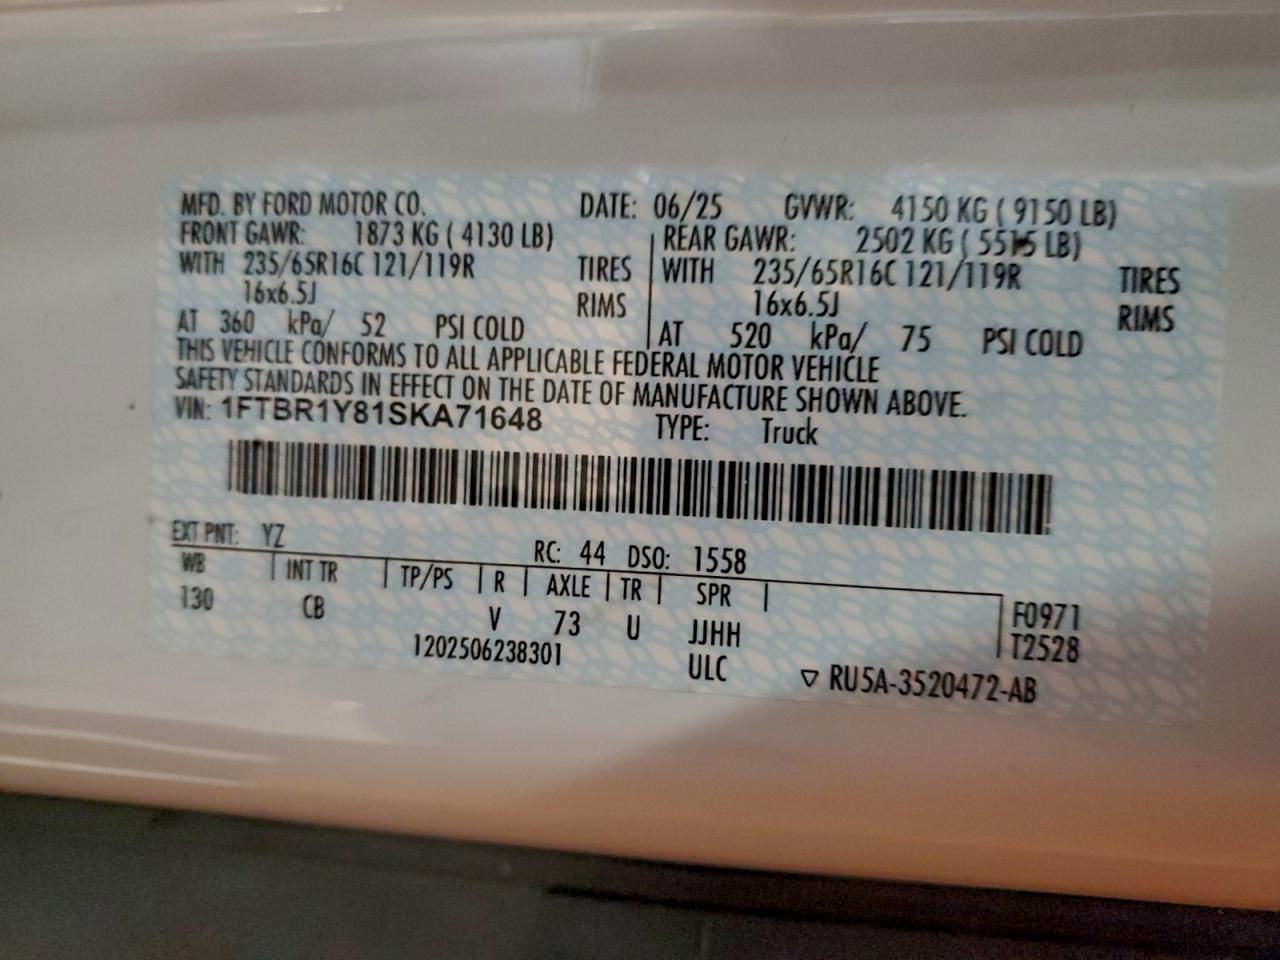 MFD. BY FORD MOTOR CO. DATE: 06/25 GVWR: 4150 KG ( 9150 LB)
FRONT GAWR: 1873 KG ( 4130 LB) REAR GAWR: 2502 KG ( 5515 LB)
WITH 235/65R16C 121/119R TIRES WITH 235/65R16C 121/119R TIRES
16x6.5J RIMS 16x6.5J RIMS
AT 360 kPa/ 52 PSI COLD AT 520 kPa/ 75 PSI COLD
THIS VEHICLE CONFORMS TO ALL APPLICABLE FEDERAL MOTOR VEHICLE
SAFETY STANDARDS IN EFFECT ON THE DATE OF MANUFACTURE SHOWN ABOVE.
VIN: 1FTBR1Y81SKA71648 TYPE: Truck
EXT PNT: YZ RC: 44 DSO: 1558
WB INT TR TP/PS R AXLE TR SPR F0971
130 CB V 73 U JJHH T2528
1202506238301 ULC ▽ RU5A-3520472-AB